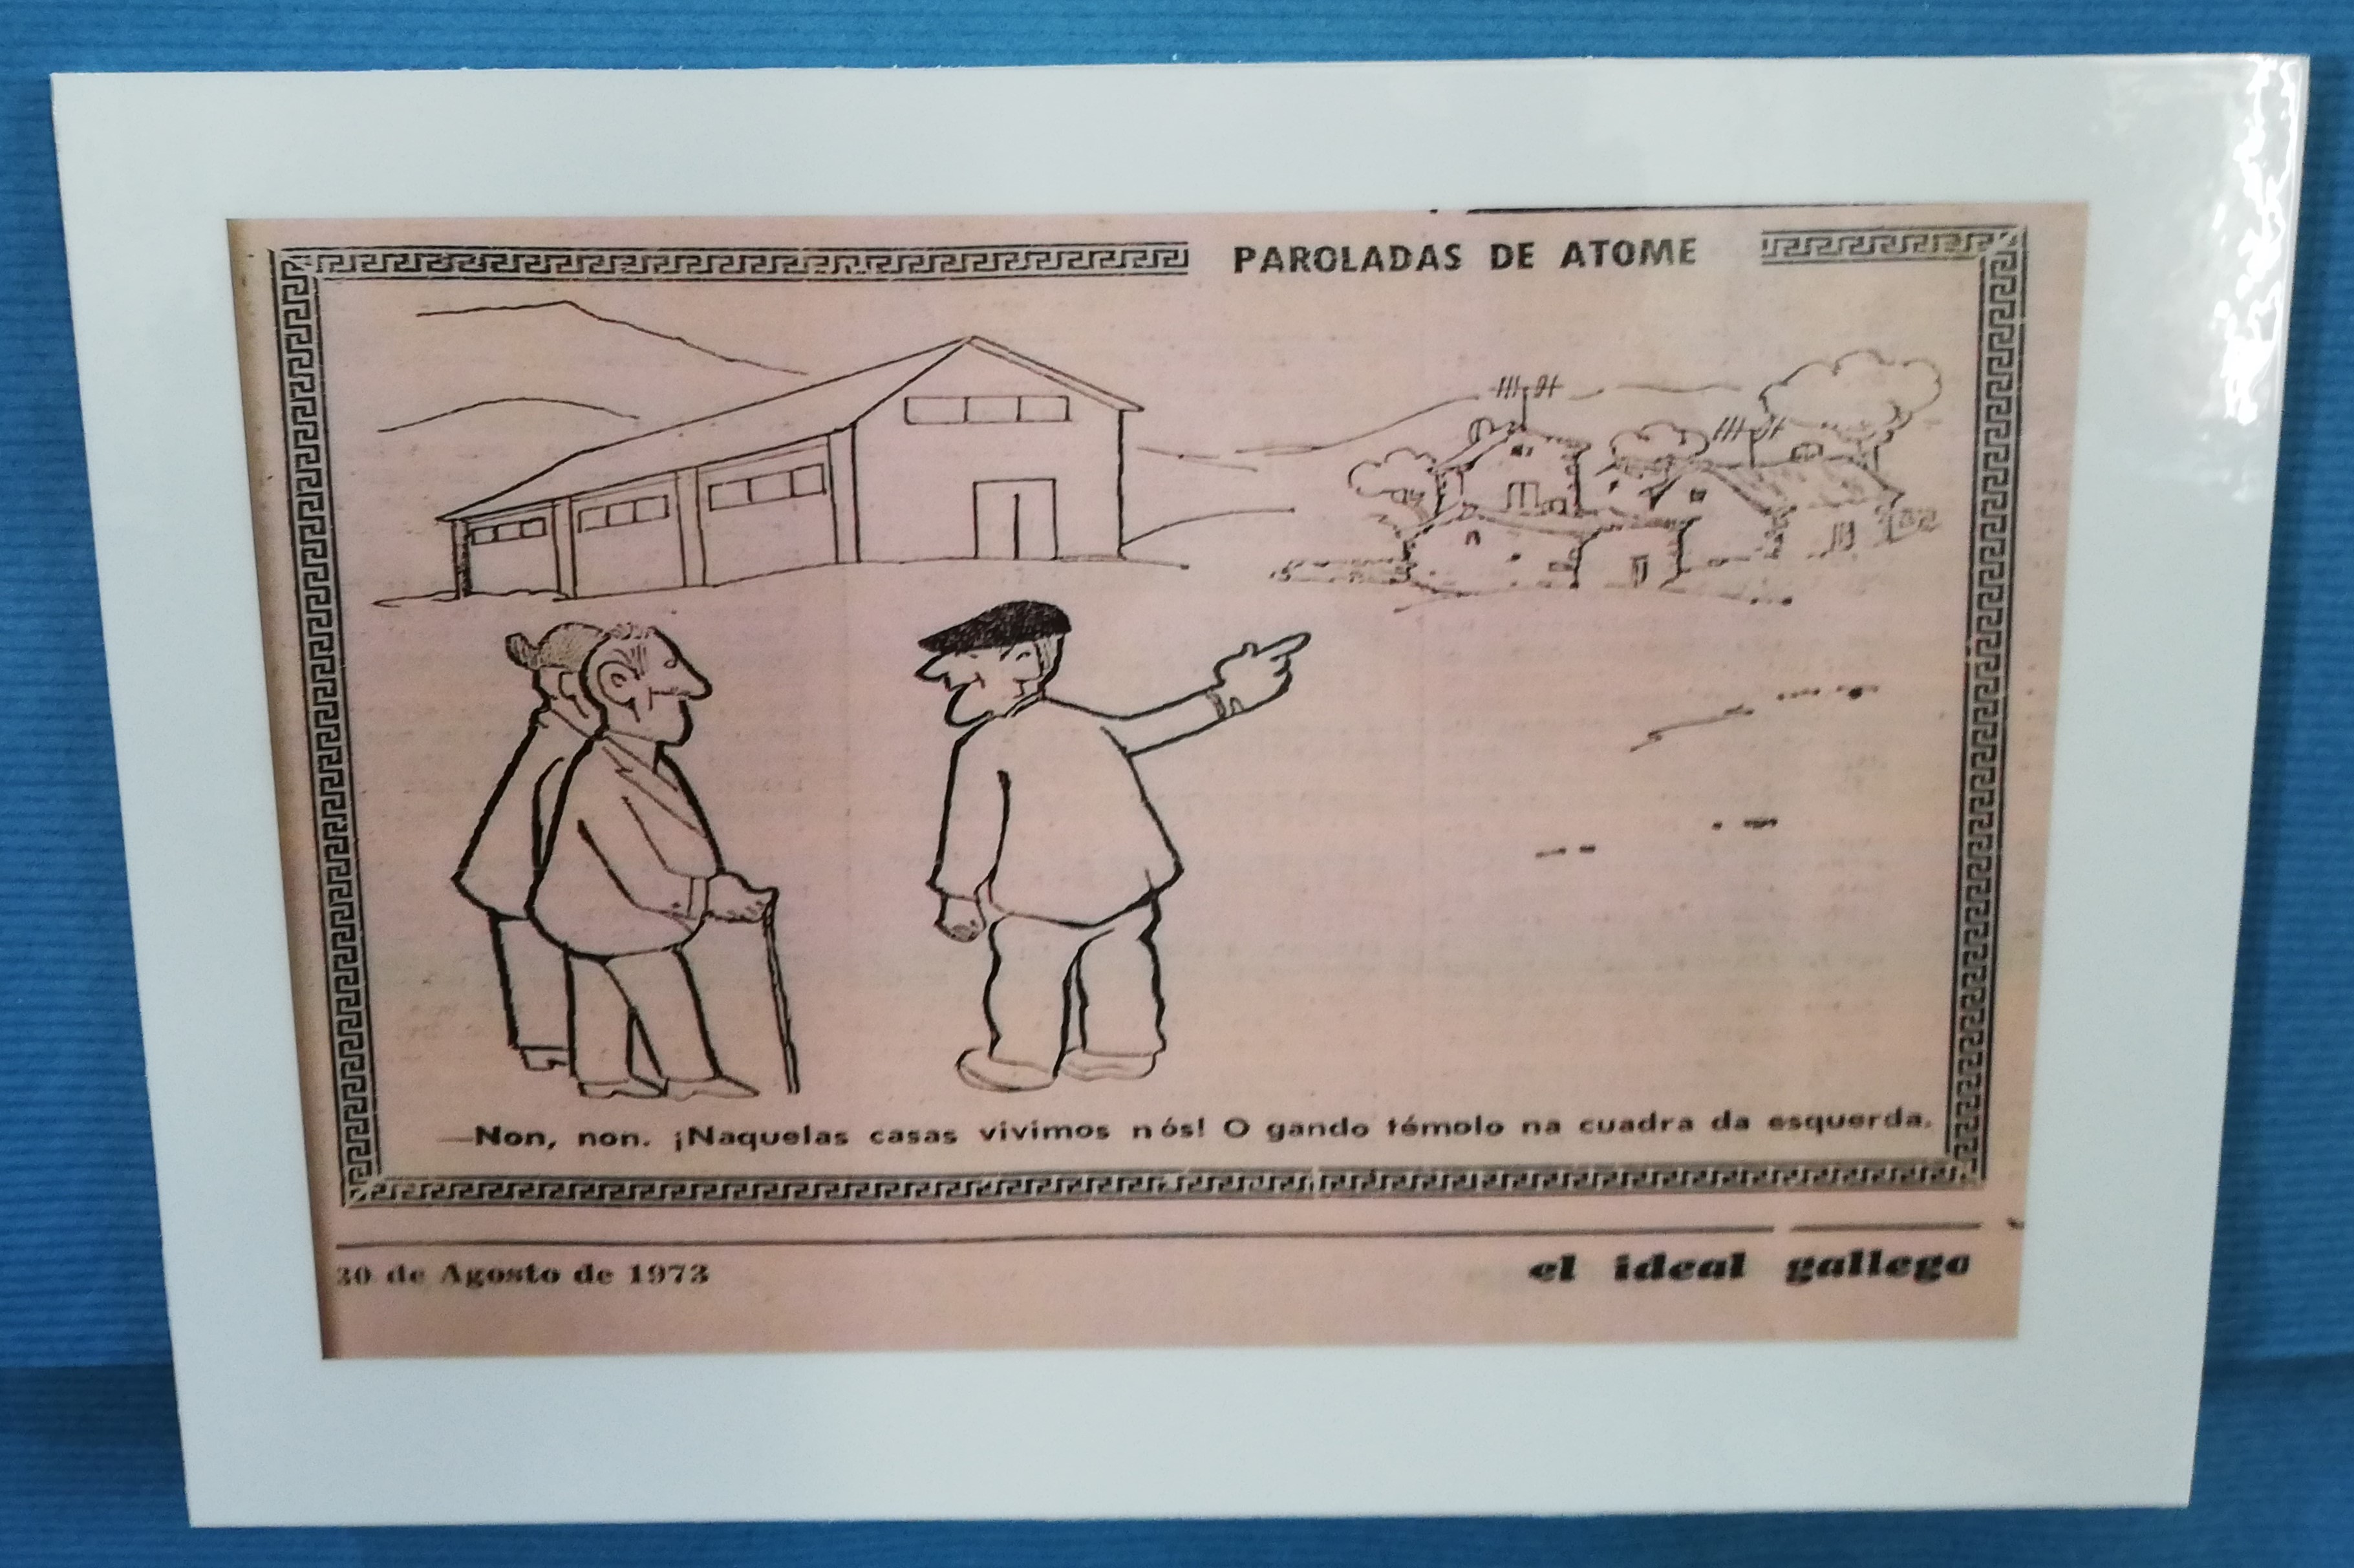 PAROLADAS DE ATOME
—Non, non. ¡Naquelas casas vivimos nós! O gando témolo na cuadra da esquerda.
30 de Agosto de 1973
el ideal gallego